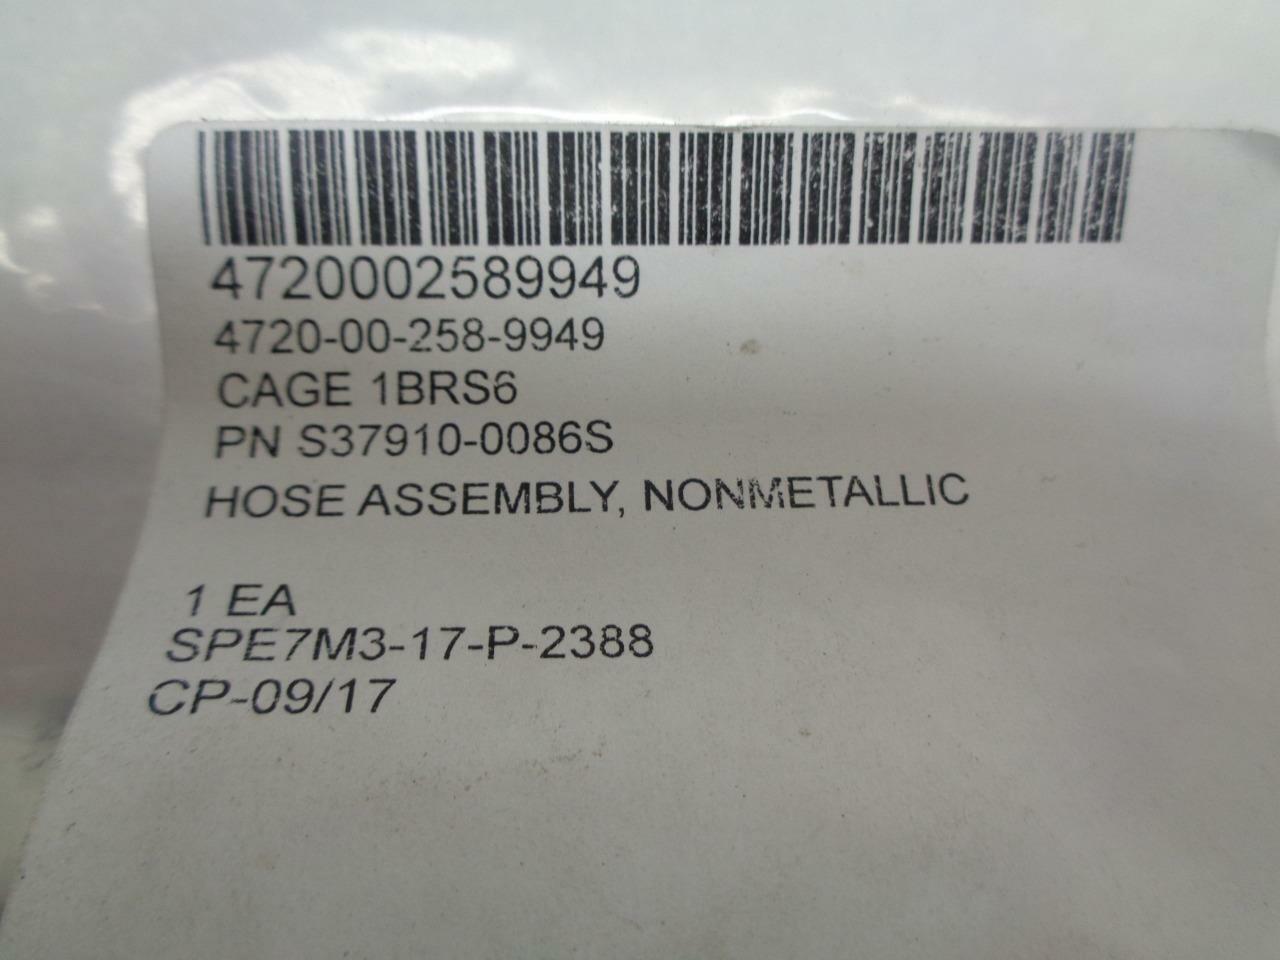 4720002589949
4720-00-258-9949
CAGE 1BRS6
PN S37910-0086S
HOSE ASSEMBLY, NONMETALLIC
1 EA
SPE7M3-17-P-2388
CP-09/17